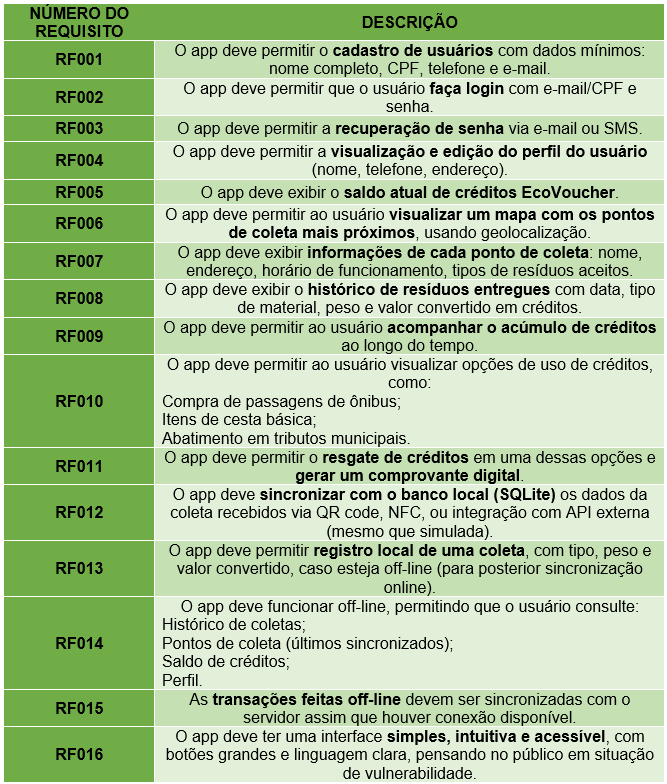 NÚMERO DO
REQUISITO
DESCRIÇÃO
RF001
O app deve permitir o cadastro de usuários com dados mínimos:
nome completo, CPF, telefone e e-mail.
RF002
O app deve permitir que o usuário faça login com e-mail/CPF e
senha.
RF003
O app deve permitir a recuperação de senha via e-mail ou SMS.
RF004
O app deve permitir a visualização e edição do perfil do usuário
(nome, telefone, endereço).
RF005
O app deve exibir o saldo atual de créditos EcoVoucher.
RF006
O app deve permitir ao usuário visualizar um mapa com os pontos
de coleta mais próximos, usando geolocalização.
RF007
O app deve exibir informações de cada ponto de coleta: nome,
endereço, horário de funcionamento, tipos de resíduos aceitos.
RF008
O app deve exibir o histórico de resíduos entregues com data, tipo
de material, peso e valor convertido em créditos.
RF009
O app deve permitir ao usuário acompanhar o acúmulo de créditos
ao longo do tempo.
RF010
O app deve permitir ao usuário visualizar opções de uso de créditos,
como:
Compra de passagens de ônibus;
Itens de cesta básica;
Abatimento em tributos municipais.
RF011
O app deve permitir o resgate de créditos em uma dessas opções e
gerar um comprovante digital.
RF012
O app deve sincronizar com o banco local (SQLite) os dados da
coleta recebidos via QR code, NFC, ou integração com API externa
(mesmo que simulada).
RF013
O app deve permitir registro local de uma coleta, com tipo, peso e
valor convertido, caso esteja off-line (para posterior sincronização
online).
RF014
O app deve funcionar off-line, permitindo que o usuário consulte:
Histórico de coletas;
Pontos de coleta (últimos sincronizados);
Saldo de créditos;
Perfil.
RF015
As transações feitas off-line devem ser sincronizadas com o
servidor assim que houver conexão disponível.
RF016
O app deve ter uma interface simples, intuitiva e acessível, com
botões grandes e linguagem clara, pensando no público em situação
de vulnerabilidade.